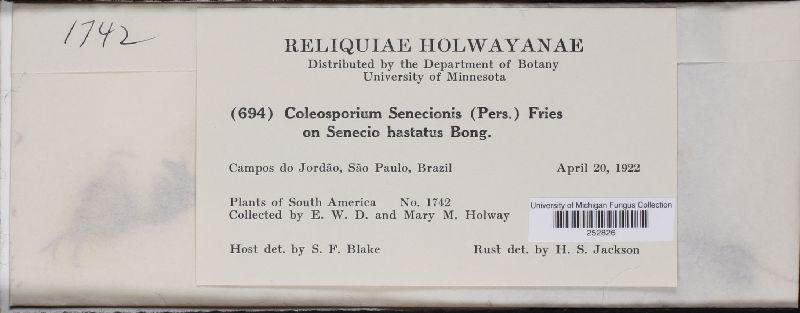 1742
RELIQUIAE HOLWAYANAE
Distributed by the Department of Botany
University of Minnesota
(694) Coleosporium Senecionis (Pers.) Fries
on Senecio hastatus Bong.
Campos do Jordão, São Paulo, Brazil April 20, 1922
Plants of South America No. 1742
Collected by E. W. D. and Mary M. Holway
University of Michigan Fungus Collection
252826
Host det. by S. F. Blake Rust det. by H. S. Jackson